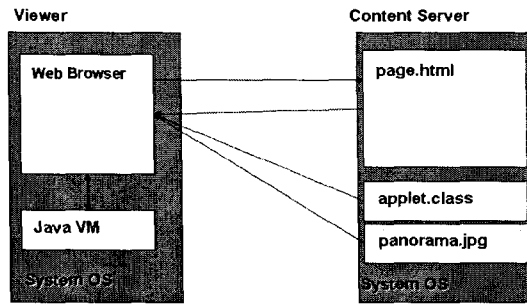 Viewer
Content Server
Web Browser
page.html
applet.class
Java VM
panorama.jpg
System OS
System OS